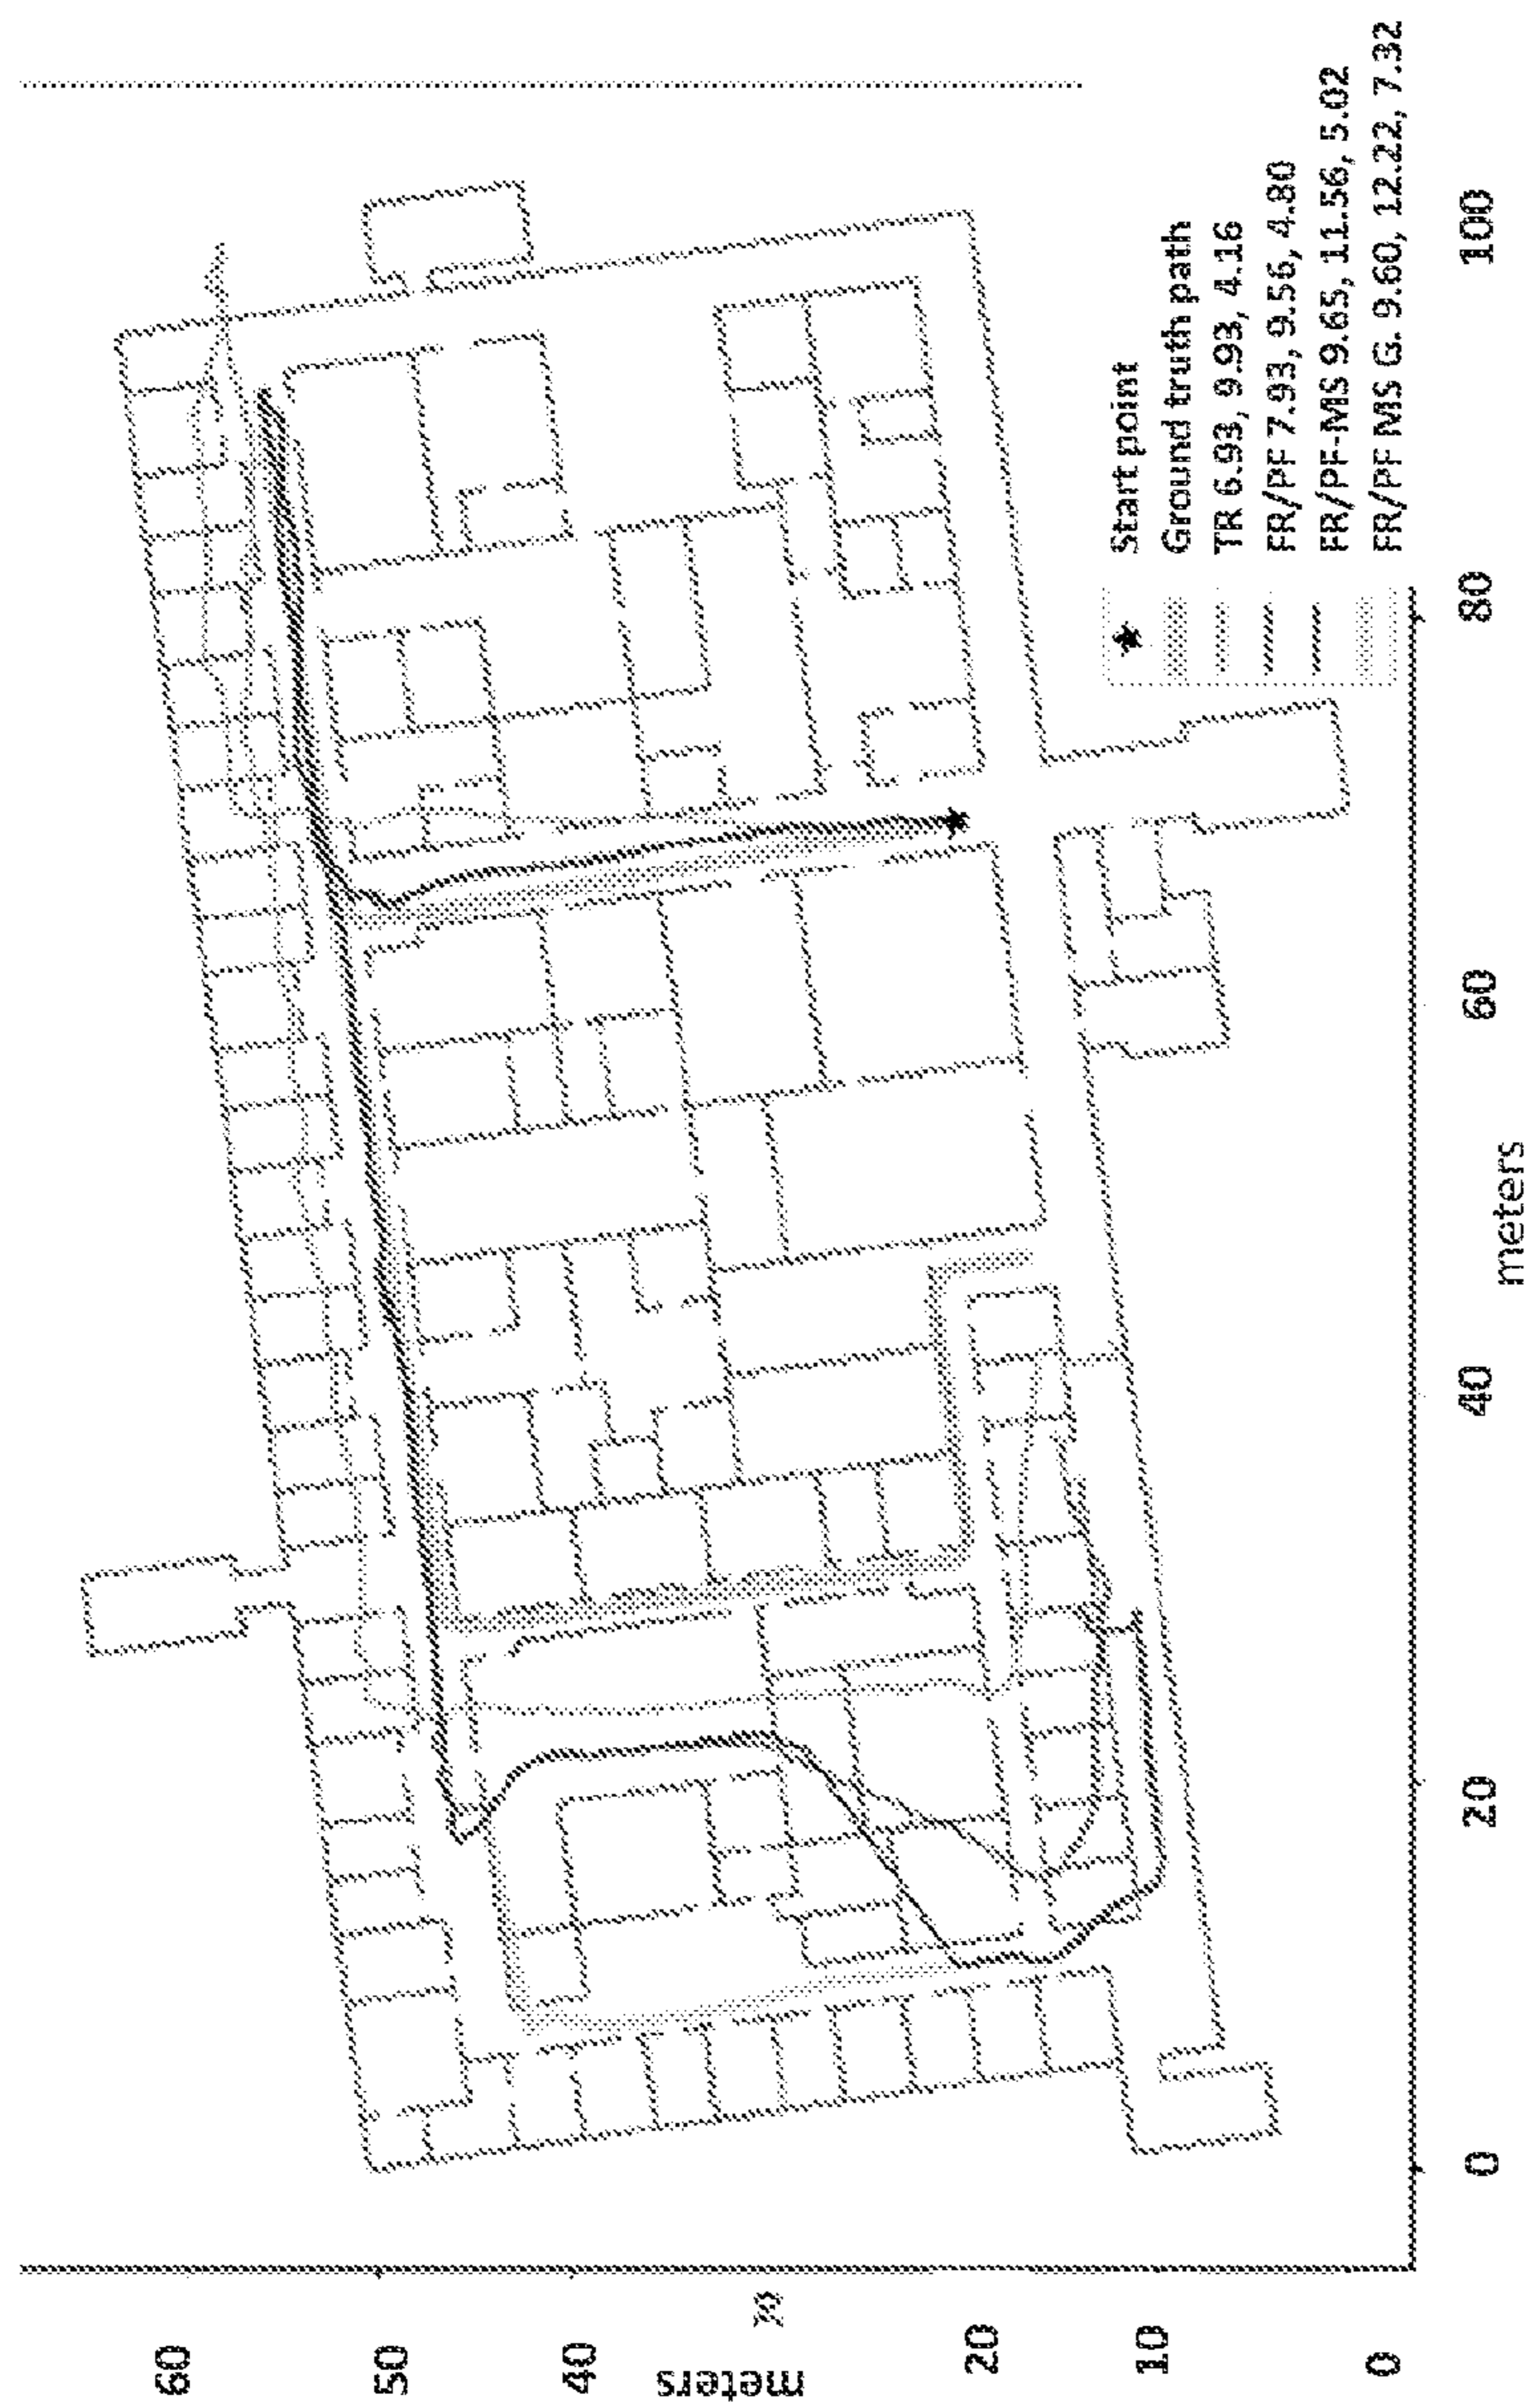 60
50
40
20
10
0
meters
0
20
40
60
80
100
meters
Start point
Ground truth path
TR 6.93, 9.93, 4.16
FR/PF 7.93, 9.56, 4.80
FR/PF-MS 9.65, 11.56, 5.02
FR/PF MS G. 9.60, 12.22, 7.32